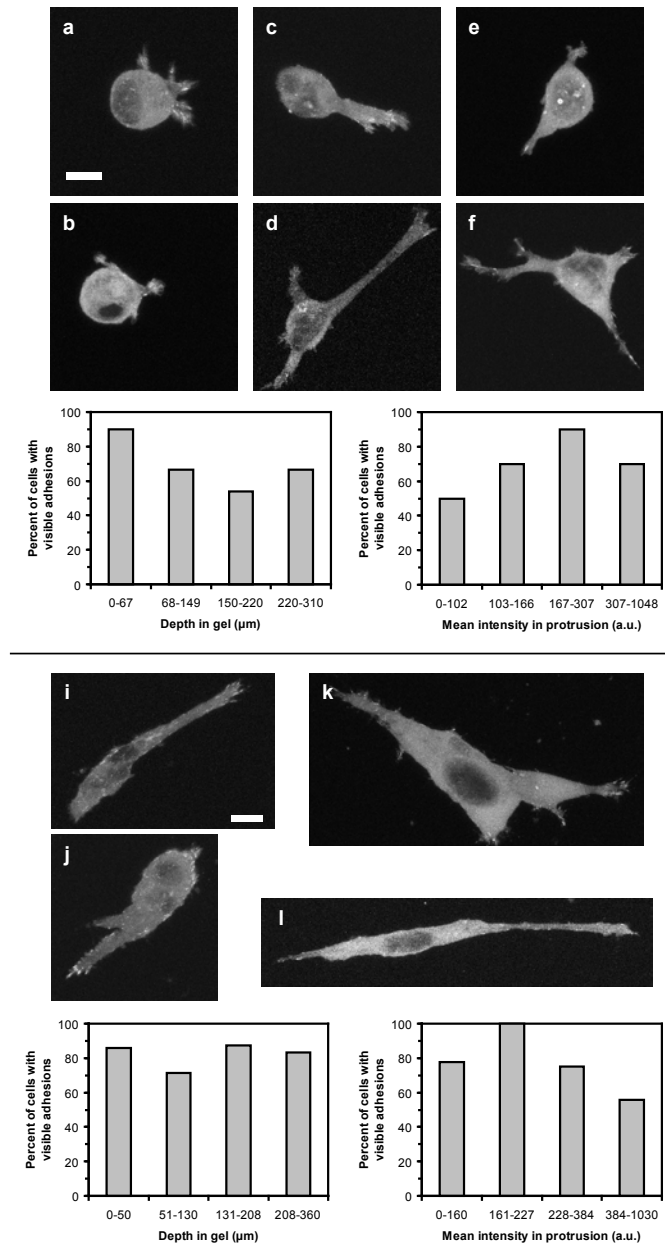 a
c
e
b
d
f
100
80
60
40
20
0
Percent of cells with
visible adhesions
0-67 68-149 150-220 220-310
Depth in gel (µm)
100
80
60
40
20
0
Percent of cells with
visible adhesions
0-102 103-166 167-307 307-1048
Mean intensity in protrusion (a.u.)
i
k
j
l
100
80
60
40
20
0
Percent of cells with
visible adhesions
0-50 51-130 131-208 208-360
Depth in gel (µm)
100
80
60
40
20
0
Percent of cells with
visible adhesions
0-160 161-227 228-384 384-1030
Mean intensity in protrusion (a.u.)